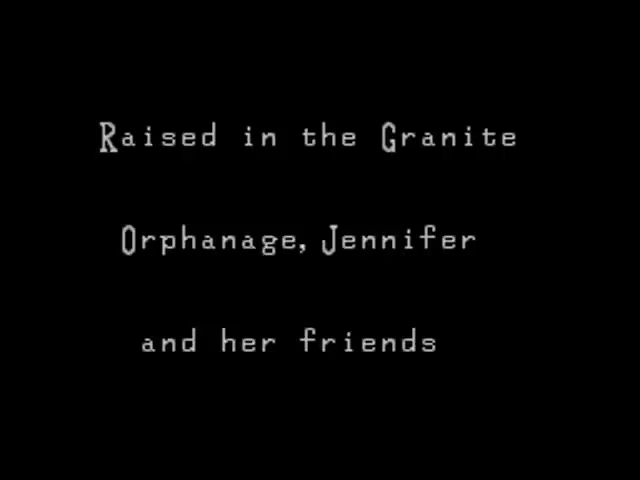 Raised in the Granite
Orphanage, Jennifer
and her friends